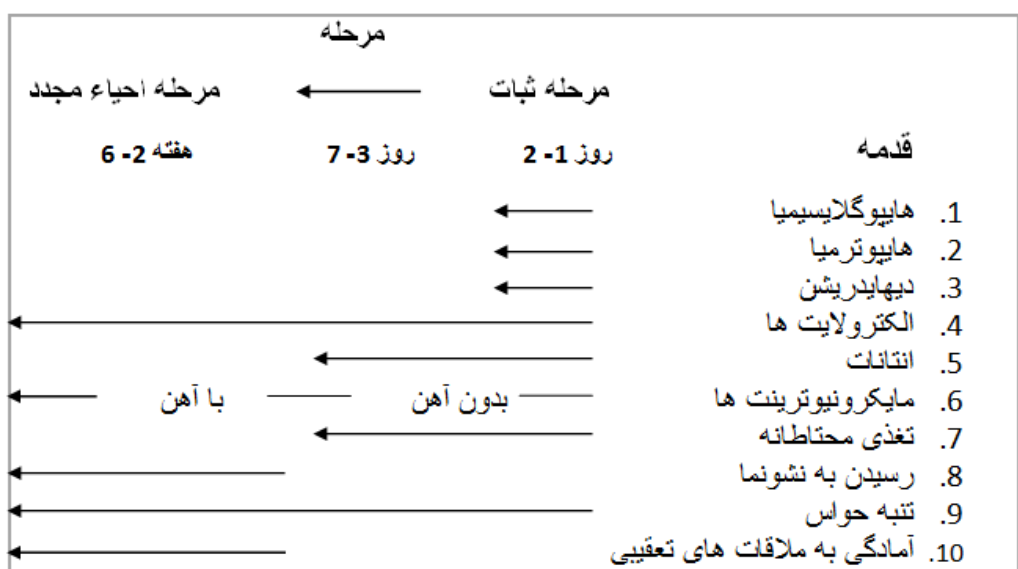 مرحله
مرحله ثبات مرحله احیاء مجدد
قدمه روز 1- 2 روز 3- 7 هفته 2- 6
1. هایپوگلایسیمیا
2. هایپوترمیا
3. دیهایدریشن
4. الکترولایت ها
5. انتانات
6. مایکرونیوترینت ها بدون آهن با آهن
7. تغذی محتاطانه
8. رسیدن به نشونما
9. تنبه حواس
10. آمادگی به ملاقات های تعقیبی